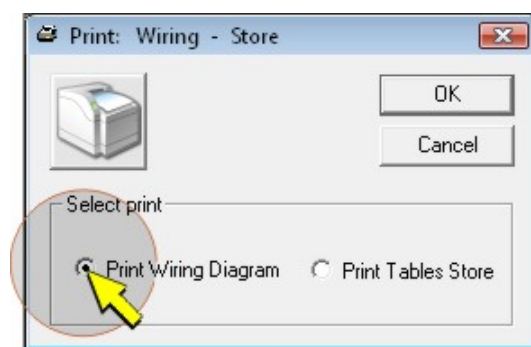 Print: Wiring - Store
OK
Cancel
Select print
Print Wiring Diagram Print Tables Store